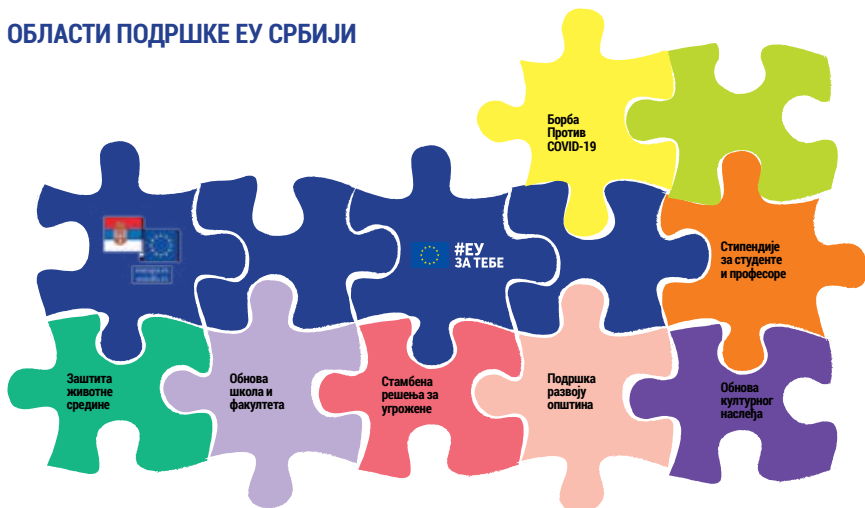 ОБЛАСТИ ПОДРШКЕ ЕУ СРБИЈИ
Борба
Против
COVID-19
#ЕУ
ЗА ТЕБЕ
Стипендије
за студенте
и професоре
Заштита
животне
средине
Обнова
школа и
факултета
Стамбена
решења за
угрожене
Подршка
развоју
општина
Обнова
културног
наслеђа